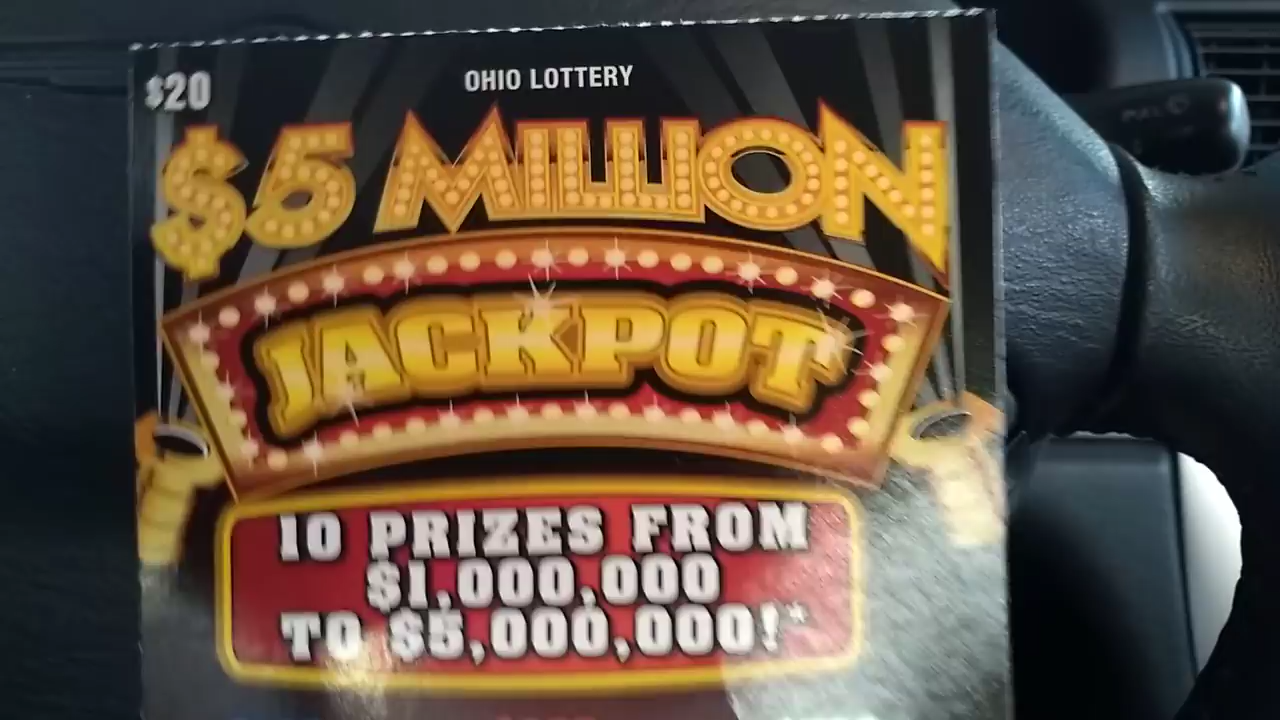 $20
OHIO LOTTERY
$5 MILLION
JACKPOT
10 PRIZES FROM
$1,000,000
TO $5,000,000!*